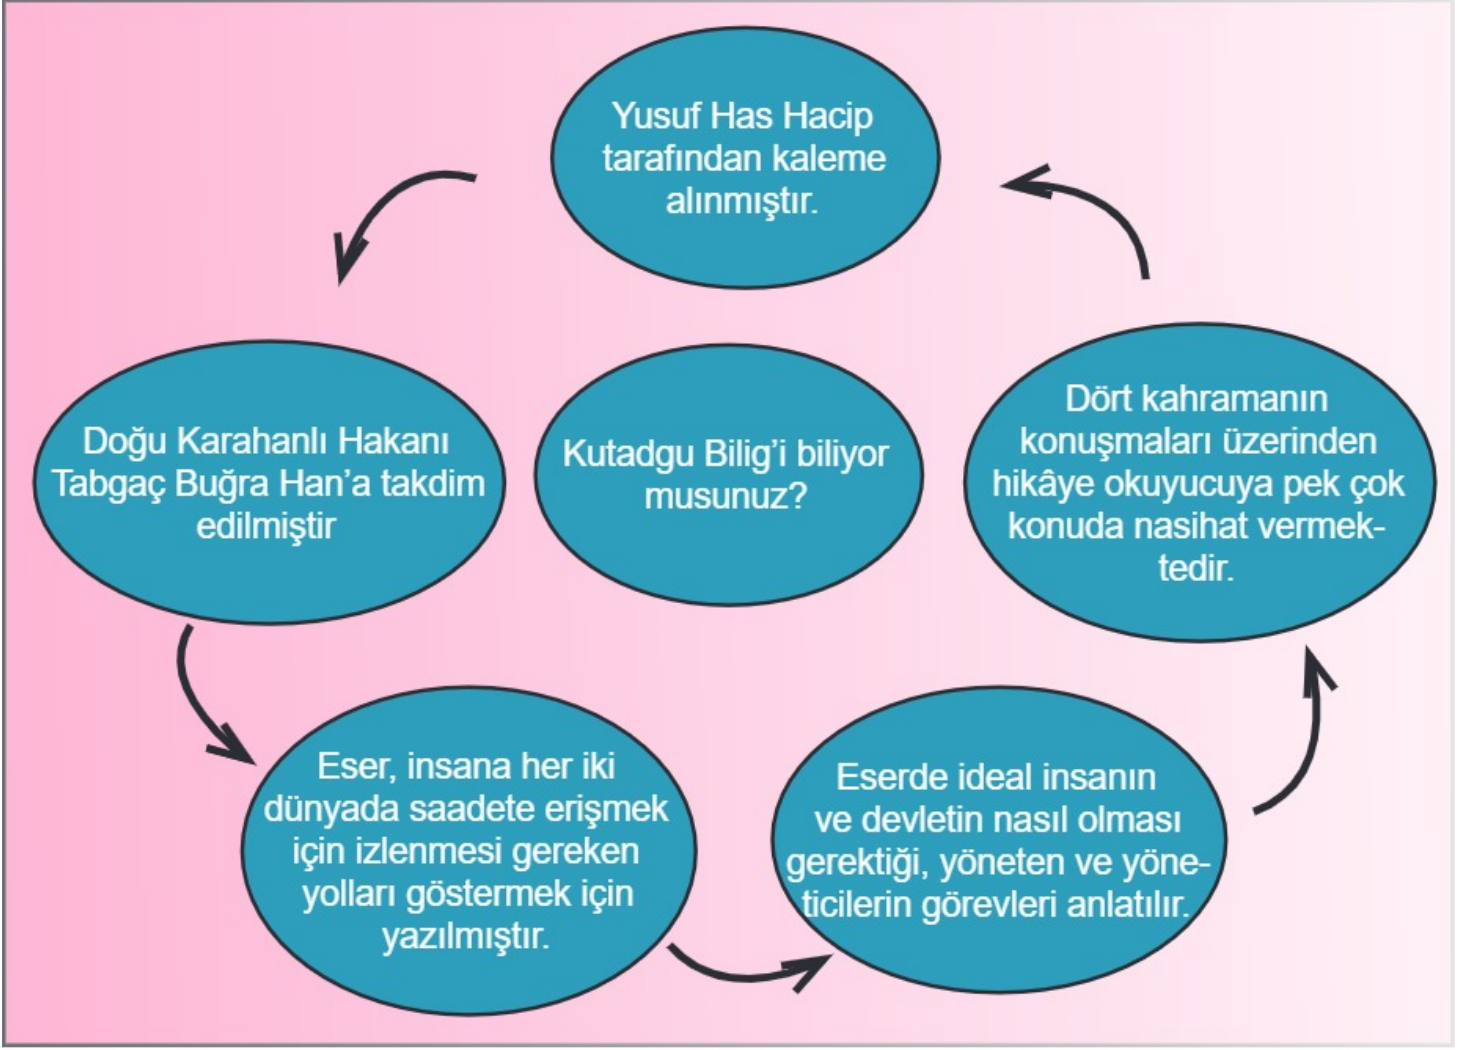 Yusuf Has Hacip
tarafından kaleme
alınmıştır.
Doğu Karahanlı Hakanı
Tabgaç Buğra Han’a takdim
edilmiştir
Kutadgu Bilig’i biliyor
musunuz?
Dört kahramanın
konuşmaları üzerinden
hikâye okuyucuya pek çok
konuda nasihat vermek-
tedir.
Eser, insana her iki
dünyada saadete erişmek
için izlenmesi gereken
yolları göstermek için
yazılmıştır.
Eserde ideal insanın
ve devletin nasıl olması
gerektiği, yöneten ve yöne-
ticilerin görevleri anlatılır.